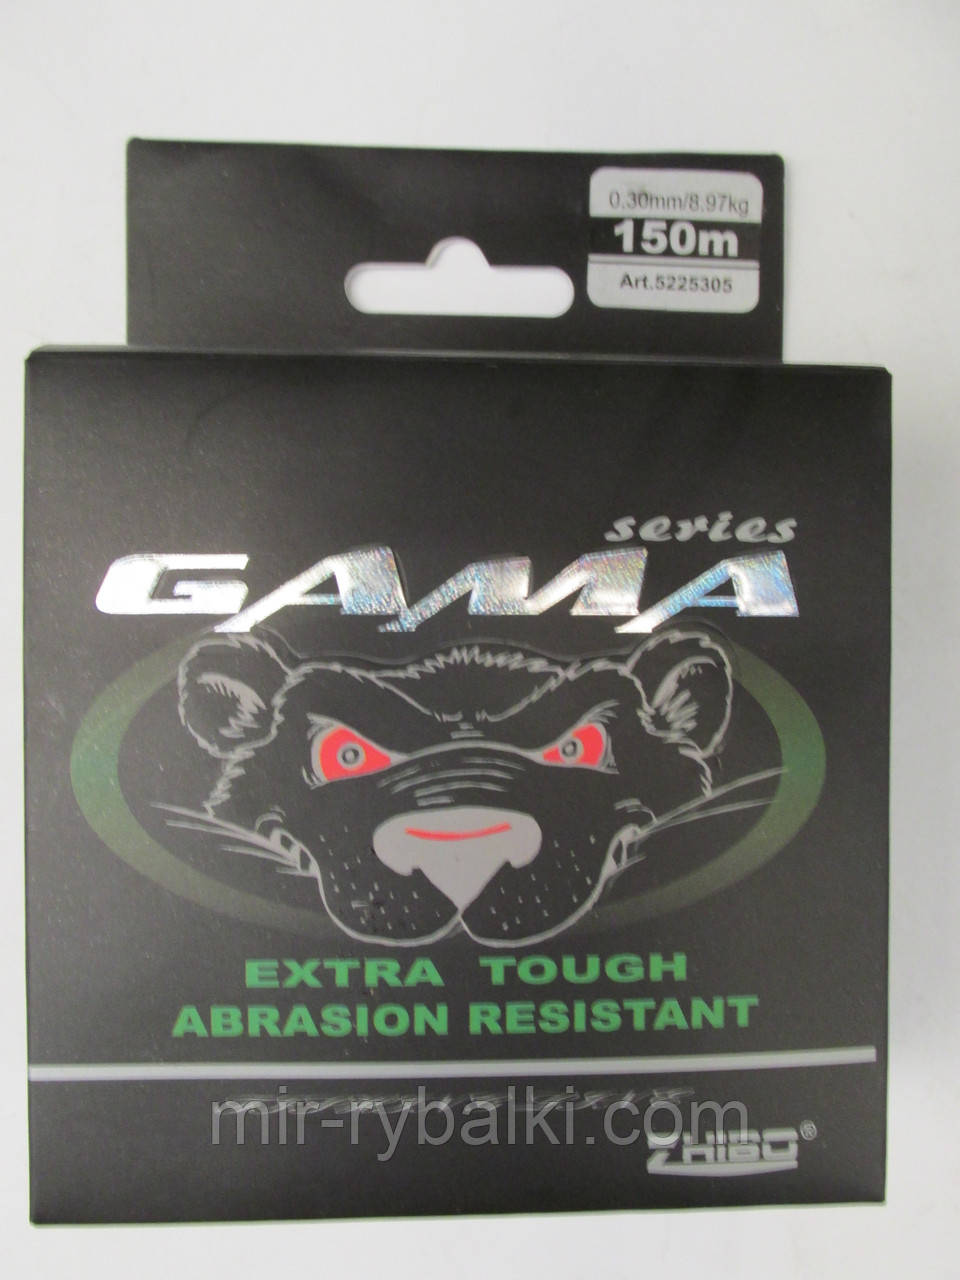 0.30mm/8.97kg
150m
Art.5225305
series
GAMA
EXTRA TOUGH
ABRASION RESISTANT
mir-rybalki.com
ZHIBO®